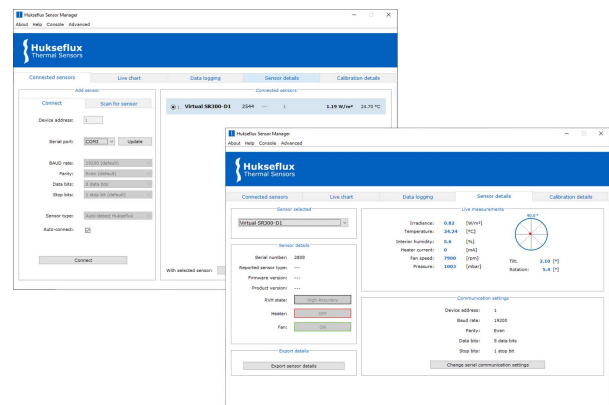 Hukseflux Sensor Manager
About Help Console Advanced
Hukseflux
Thermal Sensors
Connected sensors Live chart Data logging Sensor details Calibration details
Add sensor Connected sensors
Connect Scan for sensor
1 Virtual SR300-D1 2544 --- 1 1.19 W/m² 24.70 °C
Device address: 1
Serial port: COM3 Update
BAUD rate: 19200 (default)
Parity: Even (default)
Data bits: 8 data bits
Stop bits: 1 stop bit (default)
Sensor type: Auto-detect Hukseflux
Auto-connect:
Connect
With selected sensor:
Hukseflux Sensor Manager
About Help Console Advanced
Hukseflux
Thermal Sensors
Connected sensors Live chart Data logging Sensor details Calibration details
Sensor selected Live measurements
Virtual SR300-D1
90.0 °
Irradiance: 0.82 [W/m²]
Temperature: 24.24 [°C]
Interior humidity: 5.6 [%]
Heater current: 0 [mA]
Fan speed: 7900 [rpm]
Pressure: 1003 [mbar]
Tilt: 2.10 [°]
Rotation: 5.4 [°]
Sensor details
Serial number: 2808
Reported sensor type: ---
Firmware version: ---
Product version: ---
RVH state: High Accuracy
Heater: OFF
Fan: ON
Communication settings
Device address: 1
Baud rate: 19200
Parity: Even
Data bits: 8 data bits
Stop bits: 1 stop bit
Change serial communication settings
Export details
Export sensor details